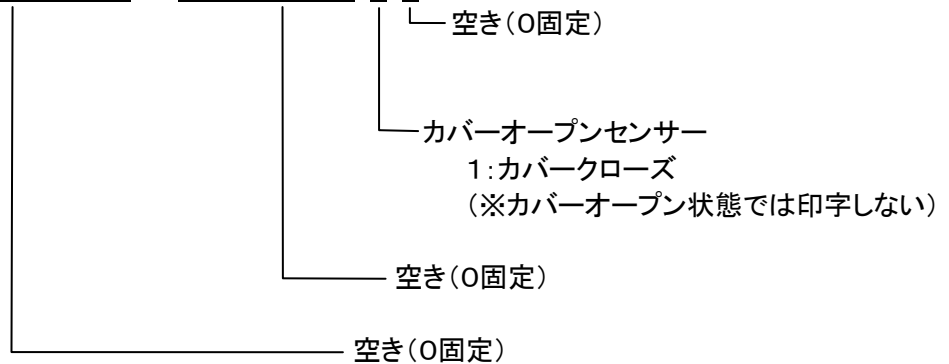 空き(0固定)
カバーオープンセンサー
1:カバークローズ
(※カバーオープン状態では印字しない)
空き(0固定)
空き(0固定)